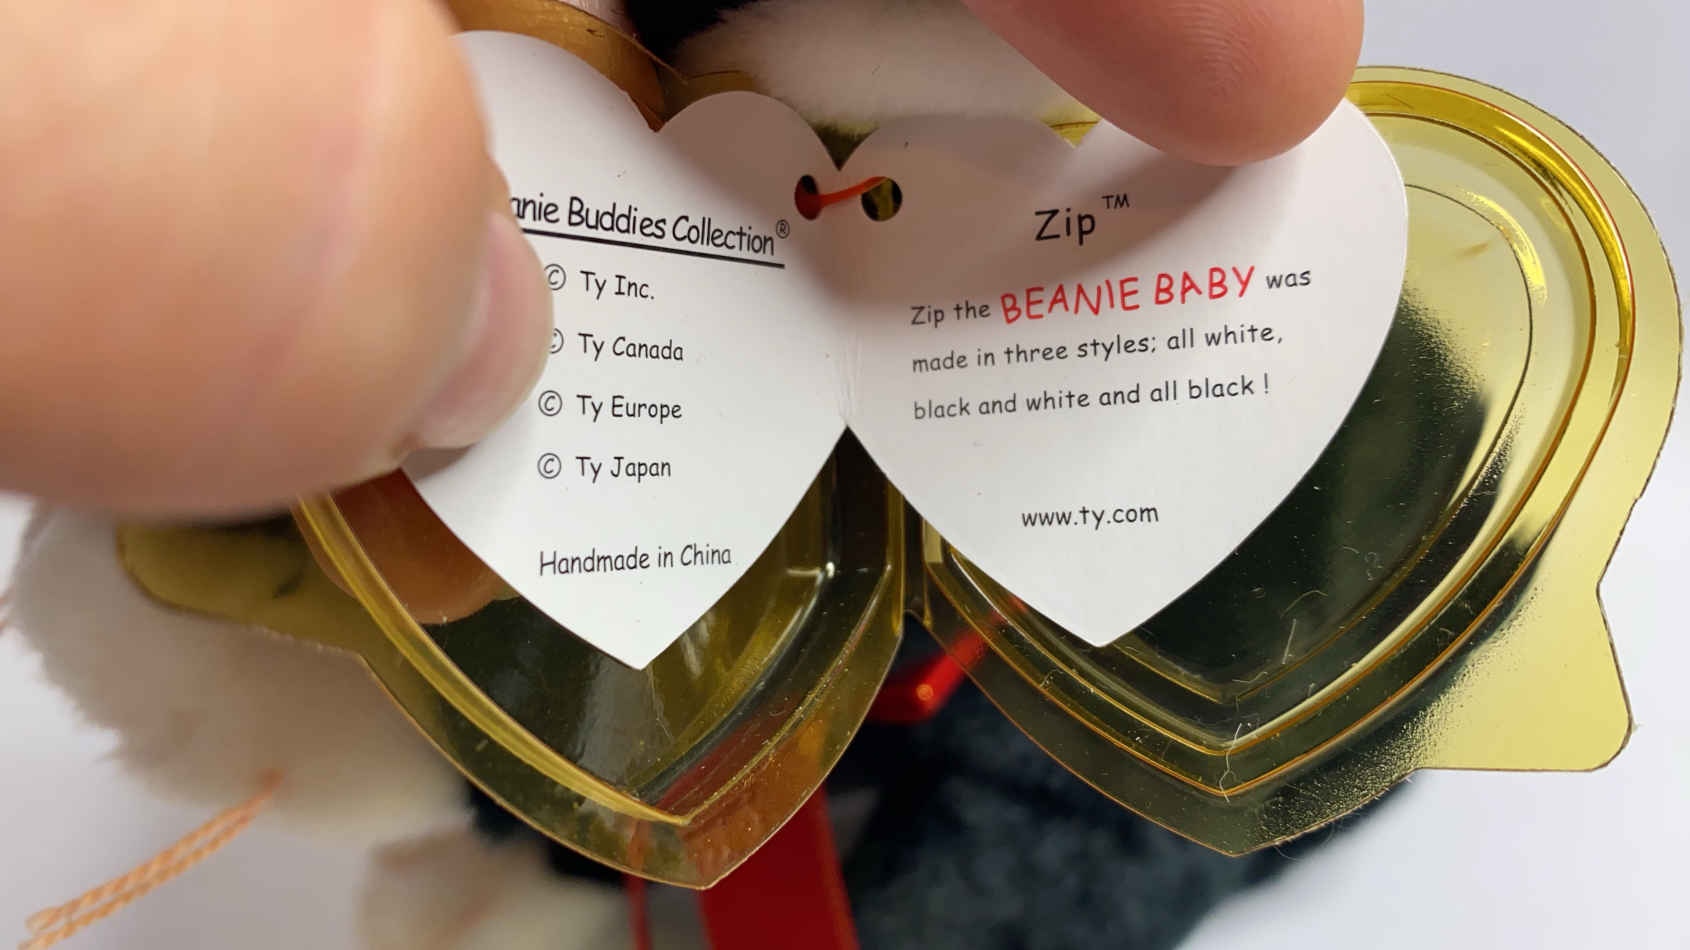 Buddies Collection®
© Ty Inc.
© Ty Canada
© Ty Europe
© Ty Japan
Handmade in China
Zip™
Zip the BEANIE BABY was
made in three styles; all white,
black and white and all black !
www.ty.com